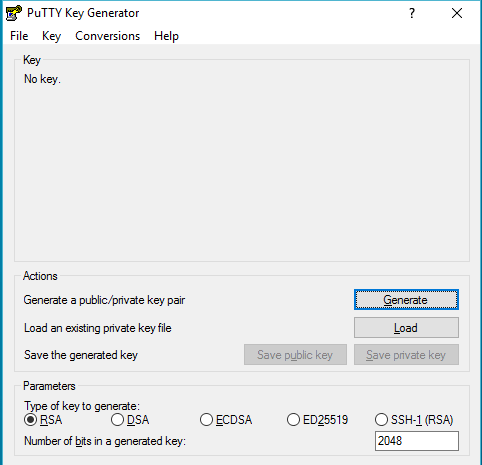 PuTTY Key Generator ?
File Key Conversions Help
Key
No key.
Actions
Generate a public/private key pair Generate
Load an existing private key file Load
Save the generated key Save public key Save private key
Parameters
Type of key to generate:
RSA DSA ECDSA ED25519 SSH-1 (RSA)
Number of bits in a generated key: 2048